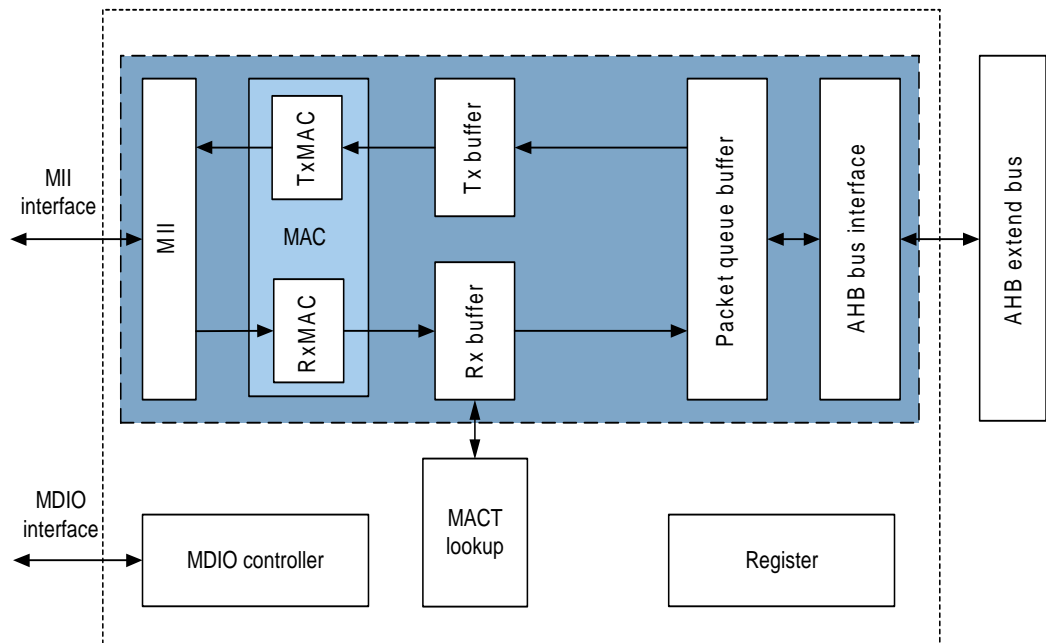 MII
interface
MII
TxMAC
MAC
RxMAC
Tx buffer
Rx buffer
Packet queue buffer
AHB bus interface
AHB extend bus
MDIO
interface
MDIO controller
MACT
lookup
Register